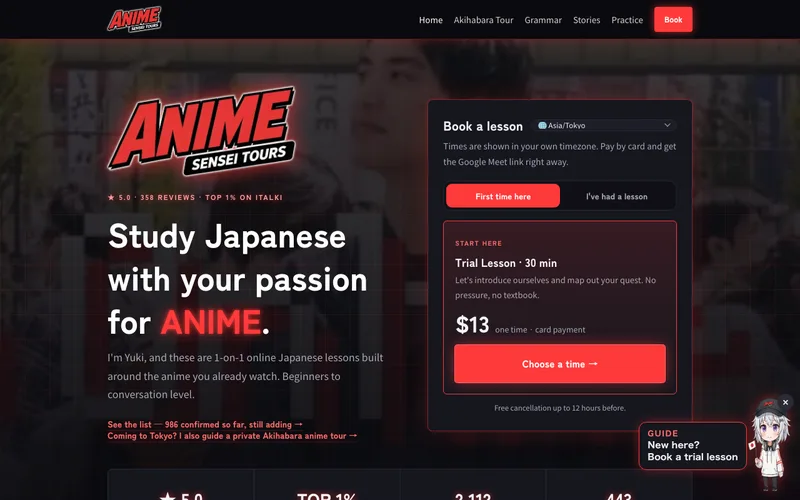 ANIME
SENSEI TOURS
Home Akihabara Tour Grammar Stories Practice Book
ANIME
SENSEI TOURS
★ 5.0 · 358 REVIEWS · TOP 1% ON ITALKI
Study Japanese
with your passion
for ANIME.
I'm Yuki, and these are 1-on-1 online Japanese lessons built
around the anime you already watch. Beginners to
conversation level.
See the list — 986 confirmed so far, still adding →
Coming to Tokyo? I also guide a private Akihabara anime tour →
Book a lesson
Asia/Tokyo
Times are shown in your own timezone. Pay by card and get
the Google Meet link right away.
First time here
I've had a lesson
START HERE
Trial Lesson · 30 min
Let's introduce ourselves and map out your quest. No
pressure, no textbook.
$13 one time · card payment
Choose a time →
Free cancellation up to 12 hours before.
GUIDE
New here?
Book a trial lesson
★ 5.0
TOP 1%
2,112
443